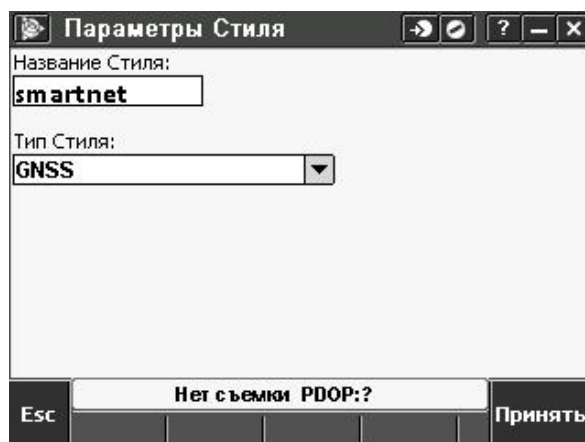 Параметры Стиля
?
Название Стиля:
smartnet
Тип Стиля:
GNSS
Нет съемки PDOP:?
Esc
Принять